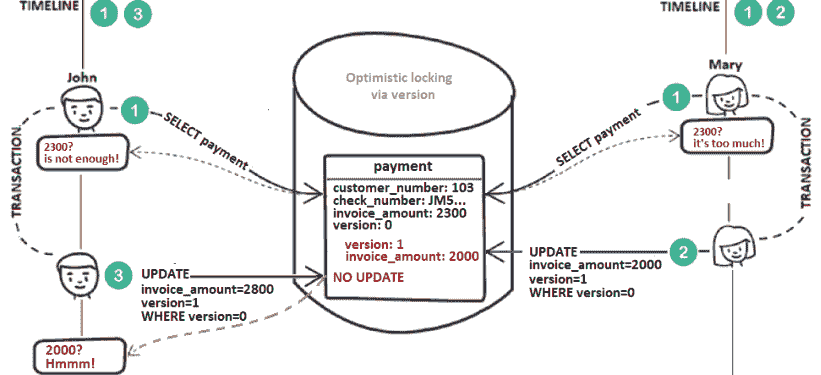 TIMELINE 1 3
TIMELINE 1 2
John
Mary
Optimistic locking
via version
1
1
SELECT payment
SELECT payment
TRANSACTION
TRANSACTION
2300?
is not enough!
2300?
it's too much!
payment
customer_number: 103
check_number: JM5...
invoice_amount: 2300
version: 0
version: 1
invoice_amount: 2000
NO UPDATE
2
UPDATE
invoice_amount=2000
version=1
WHERE version=0
3
UPDATE
invoice_amount=2800
version=1
WHERE version=0
2000?
Hmmm!